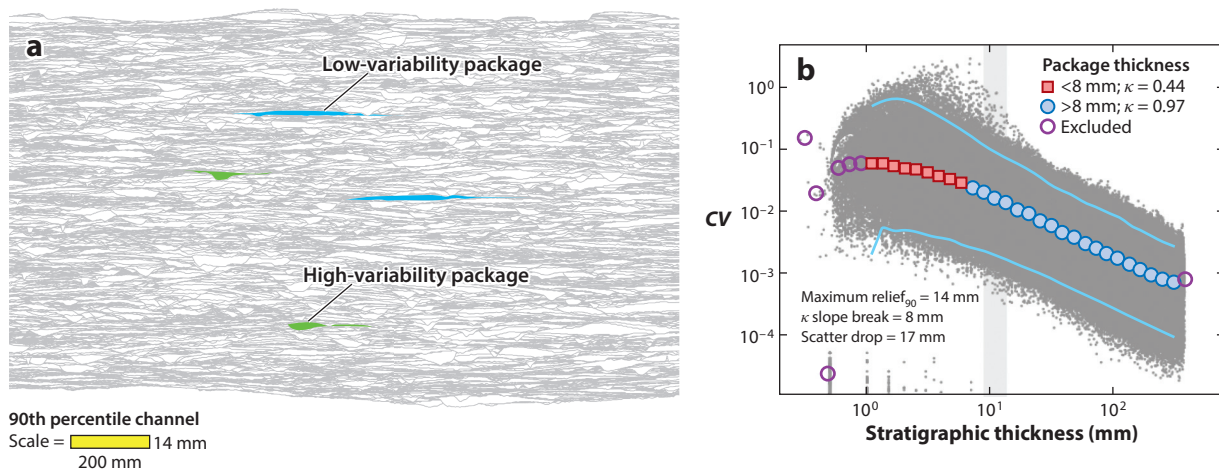 a
Low-variability package
High-variability package
90th percentile channel
Scale = 14 mm
200 mm
b
Package thickness
<8 mm; κ = 0.44
>8 mm; κ = 0.97
Excluded
10⁰
10⁻¹
10⁻²
10⁻³
10⁻⁴
CV
Maximum relief₉₀ = 14 mm
κ slope break = 8 mm
Scatter drop = 17 mm
10⁰ 10¹ 10²
Stratigraphic thickness (mm)